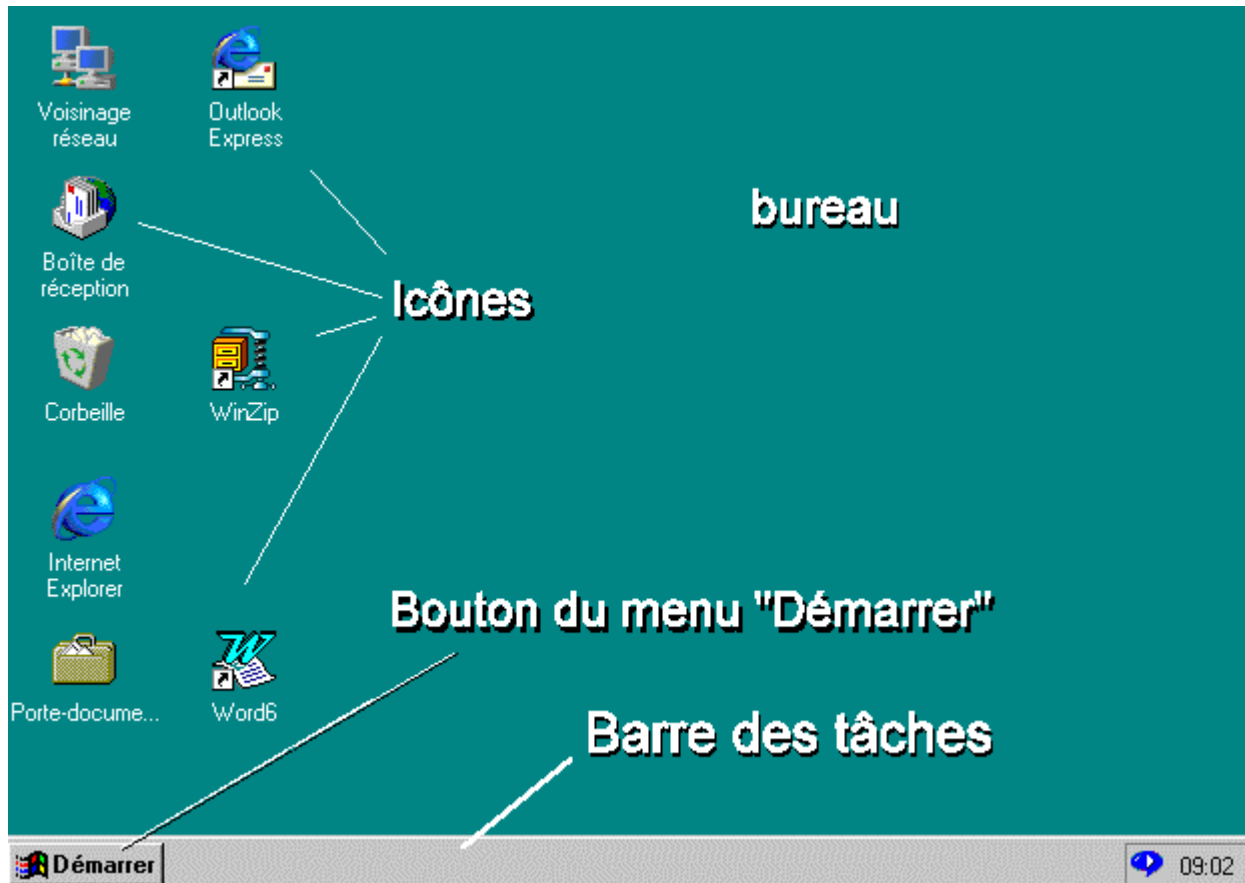 Voisinage
réseau
Outlook
Express
bureau
Boîte de
réception
Icônes
Corbeille
WinZip
Internet
Explorer
Bouton du menu "Démarrer"
Porte-docume...
Word6
Barre des tâches
Démarrer
09:02